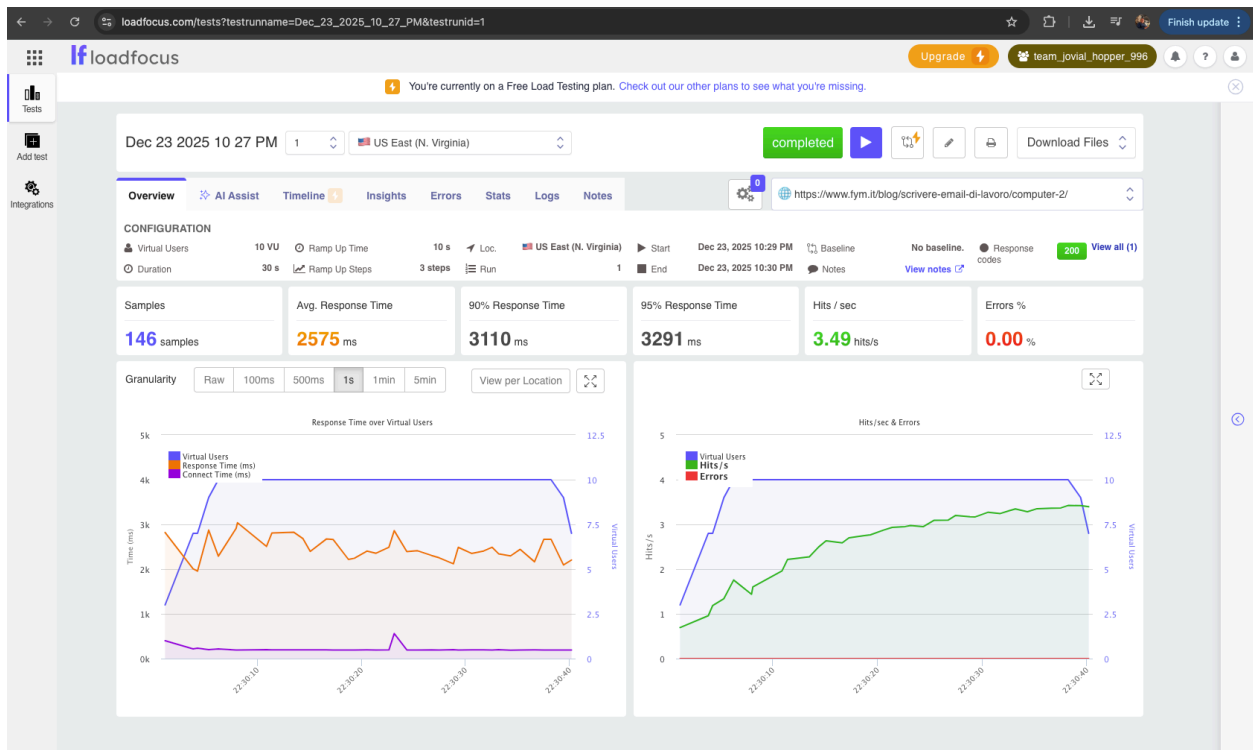 loadfocus.com/tests?testrunname=Dec_23_2025_10_27_PM&testrunid=1
Finish update
lf loadfocus
Upgrade
team_jovial_hopper_996
?
You're currently on a Free Load Testing plan. Check out our other plans to see what you're missing.
Tests
Add test
Integrations
Dec 23 2025 10 27 PM
1
US East (N. Virginia)
completed
Download Files
Overview
AI Assist
Timeline
Insights
Errors
Stats
Logs
Notes
0
https://www.fym.it/blog/scrivere-email-di-lavoro/computer-2/
CONFIGURATION
Virtual Users 10 VU
Ramp Up Time 10 s
Loc. US East (N. Virginia)
Start Dec 23, 2025 10:29 PM
Baseline No baseline.
Response codes 200 View all (1)
Duration 30 s
Ramp Up Steps 3 steps
Run 1
End Dec 23, 2025 10:30 PM
Notes View notes
Samples
146 samples
Avg. Response Time
2575 ms
90% Response Time
3110 ms
95% Response Time
3291 ms
Hits / sec
3.49 hits/s
Errors %
0.00 %
Granularity
Raw
100ms
500ms
1s
1min
5min
View per Location
Response Time over Virtual Users
Virtual Users
Response Time (ms)
Connect Time (ms)
5k
4k
3k
2k
1k
0k
Time (ms)
12.5
10
7.5
5
2.5
0
Virtual Users
22:30:10
22:30:20
22:30:30
22:30:40
Hits/sec & Errors
Virtual Users
Hits/s
Errors
5
4
3
2
1
0
Hits/s
12.5
10
7.5
5
2.5
0
Virtual Users
22:30:10
22:30:20
22:30:30
22:30:40